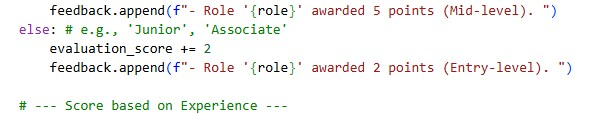 feedback.append(f"- Role '{role}' awarded 5 points (Mid-level). ")
else: # e.g., 'Junior', 'Associate'
    evaluation_score += 2
    feedback.append(f"- Role '{role}' awarded 2 points (Entry-level). ")

# --- Score based on Experience ---